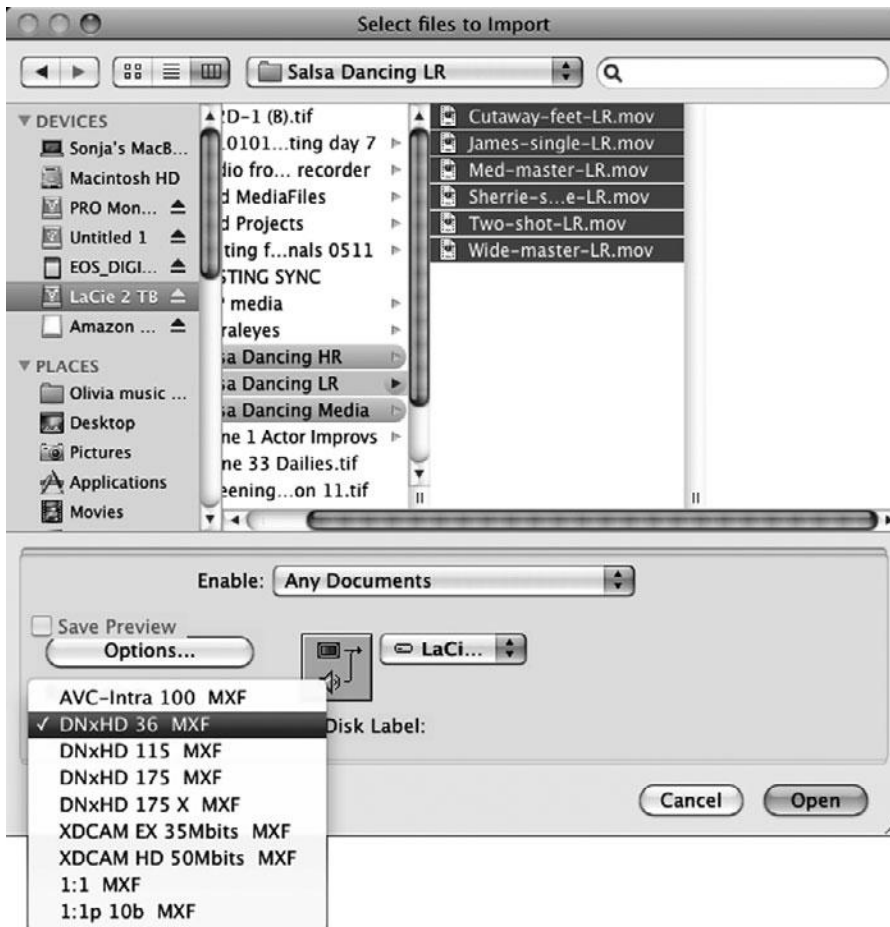 Select files to Import
Salsa Dancing LR
DEVICES
Sonja's MacB...
Macintosh HD
PRO Mon...
Untitled 1
EOS_DIGI...
LaCie 2 TB
Amazon ...
PLACES
Olivia music ...
Desktop
Pictures
Applications
Movies
D-1 (B).tif
.0101...ting day 7
dio fro... recorder
d MediaFiles
d Projects
ting f...nals 0511
STING SYNC
media
raleyes
sa Dancing HR
sa Dancing LR
sa Dancing Media
ne 1 Actor Improvs
ne 33 Dailies.tif
eening...on 11.tif
Cutaway-feet-LR.mov
James-single-LR.mov
Med-master-LR.mov
Sherrie-s...e-LR.mov
Two-shot-LR.mov
Wide-master-LR.mov
Enable: Any Documents
Save Preview
Options...
LaCi...
Disk Label:
AVC-Intra 100 MXF
✓ DNxHD 36 MXF
DNxHD 115 MXF
DNxHD 175 MXF
DNxHD 175 X MXF
XDCAM EX 35Mbits MXF
XDCAM HD 50Mbits MXF
1:1 MXF
1:1p 10b MXF
Cancel
Open